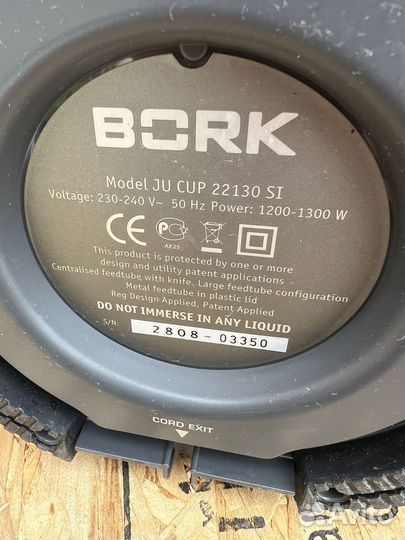 BORK
Model JU CUP 22130 SI
Voltage: 230-240 V~ 50 Hz Power: 1200-1300 W
CE PC AE25
This product is protected by one or more
design and utility patent applications
Centralised feedtube with knife, Large feedtube configuration
Metal feedtube in plastic lid
Reg Design Applied, Patent Applied
DO NOT IMMERSE IN ANY LIQUID
S/N: 2808-03350
CORD EXIT
Avito